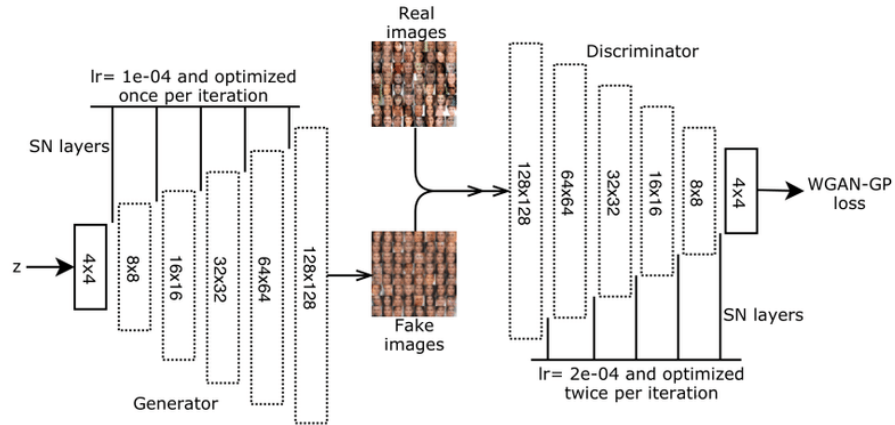 Real
images
Discriminator
lr= 1e-04 and optimized
once per iteration
SN layers
z
4x4
8x8
16x16
32x32
64x64
128x128
Generator
Fake
images
128x128
64x64
32x32
16x16
8x8
4x4
WGAN-GP
loss
SN layers
lr= 2e-04 and optimized
twice per iteration